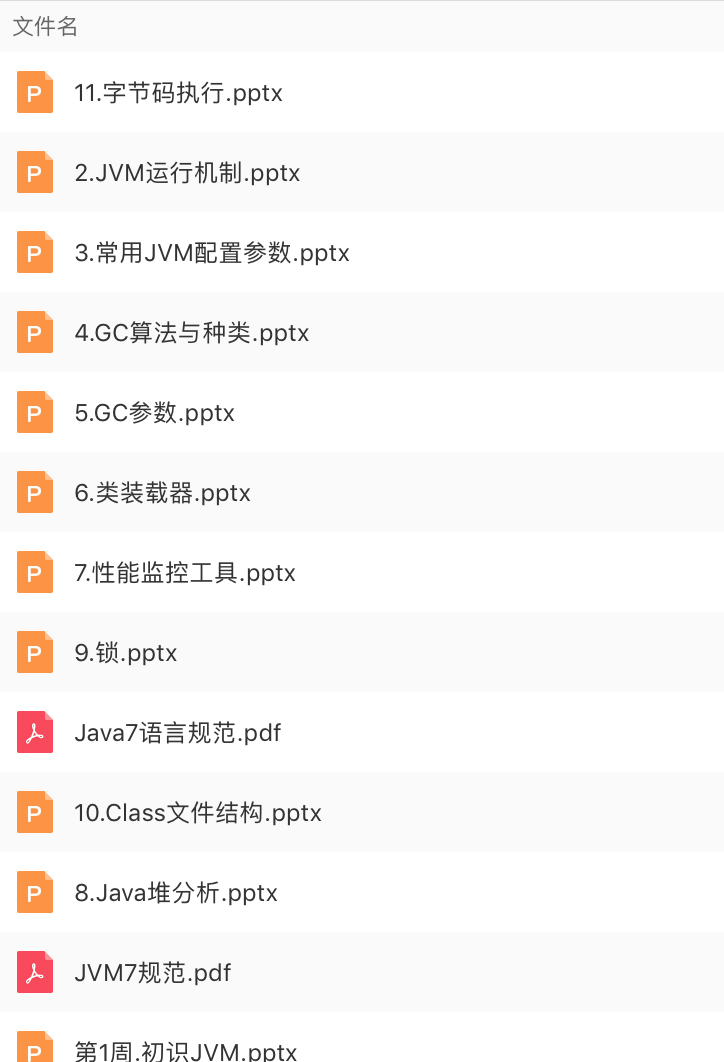 文件名
P 11.字节码执行.pptx
P 2.JVM运行机制.pptx
P 3.常用JVM配置参数.pptx
P 4.GC算法与种类.pptx
P 5.GC参数.pptx
P 6.类装载器.pptx
P 7.性能监控工具.pptx
P 9.锁.pptx
Java7语言规范.pdf
P 10.Class文件结构.pptx
P 8.Java堆分析.pptx
JVM7规范.pdf
P 第1周.初识JVM.pptx